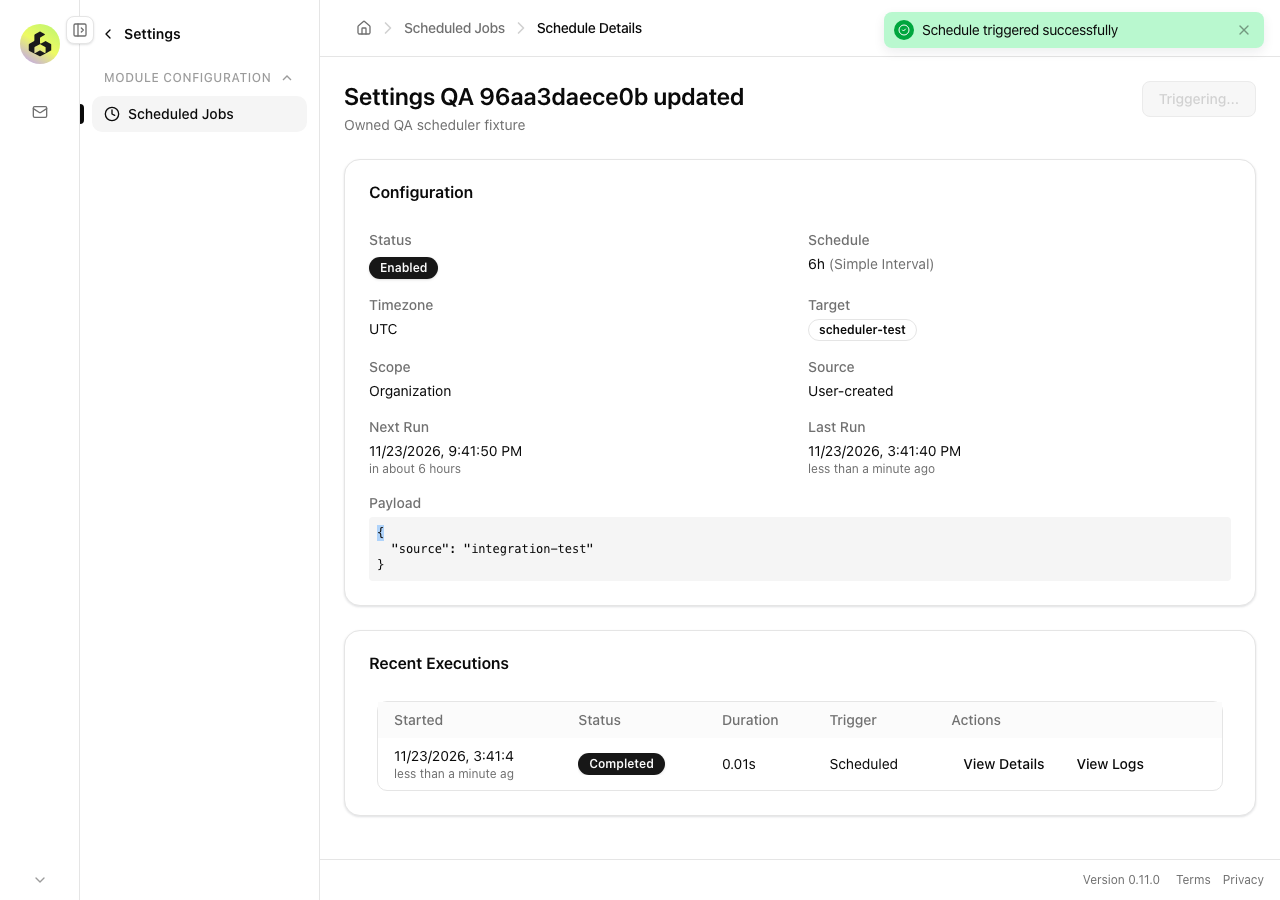 Settings
MODULE CONFIGURATION
Scheduled Jobs
Scheduled Jobs
Schedule Details
Schedule triggered successfully
Settings QA 96aa3daece0b updated
Owned QA scheduler fixture
Triggering...
Configuration
Status
Enabled
Schedule
6h (Simple Interval)
Timezone
UTC
Target
scheduler-test
Scope
Organization
Source
User-created
Next Run
11/23/2026, 9:41:50 PM
in about 6 hours
Last Run
11/23/2026, 3:41:40 PM
less than a minute ago
Payload
{
"source": "integration-test"
}
Recent Executions
Started Status Duration Trigger Actions
11/23/2026, 3:41:4
less than a minute ag
Completed
0.01s
Scheduled
View Details
View Logs
Version 0.11.0 Terms Privacy